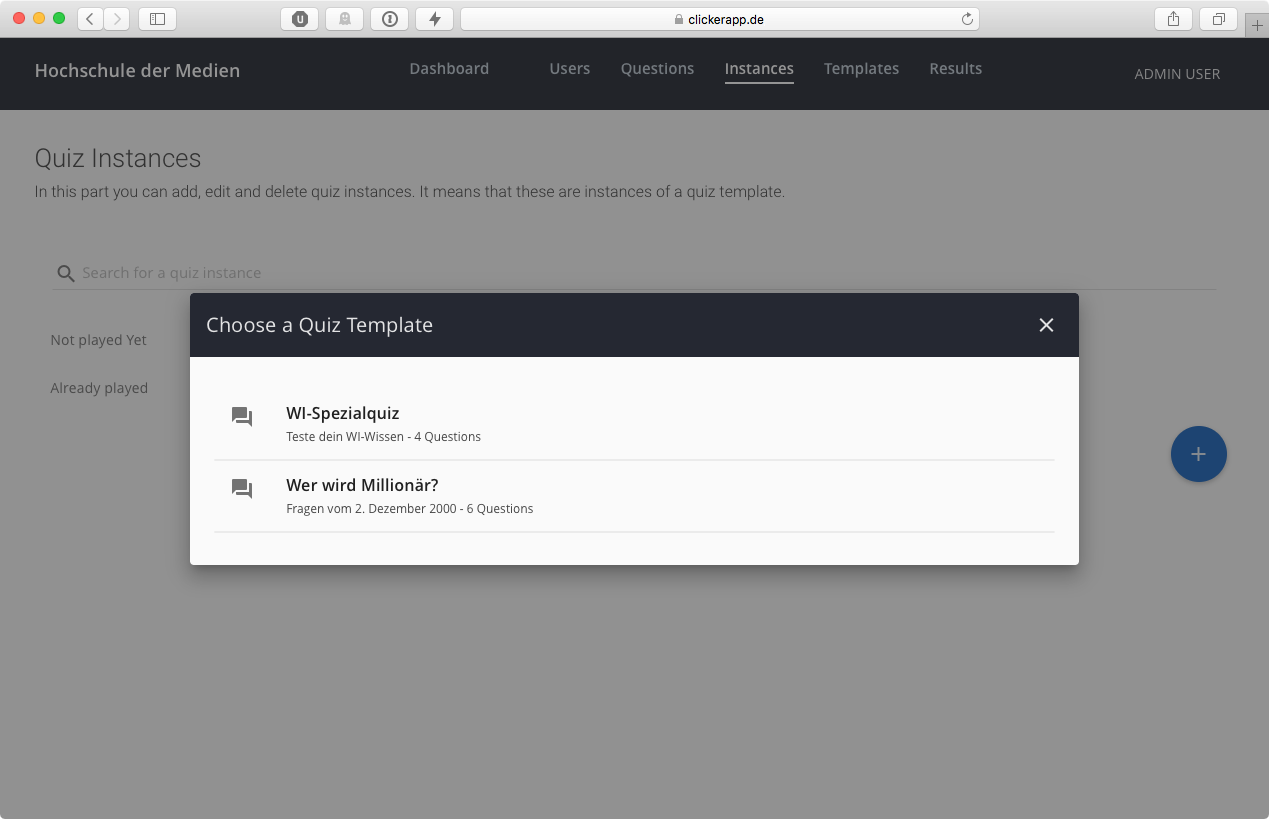 clickerapp.de
Hochschule der Medien
Dashboard
Users
Questions
Instances
Templates
Results
ADMIN USER
Quiz Instances
In this part you can add, edit and delete quiz instances. It means that these are instances of a quiz template.
Search for a quiz instance
Choose a Quiz Template
Not played Yet
Already played
WI-Spezialquiz
Teste dein WI-Wissen - 4 Questions
Wer wird Millionär?
Fragen vom 2. Dezember 2000 - 6 Questions